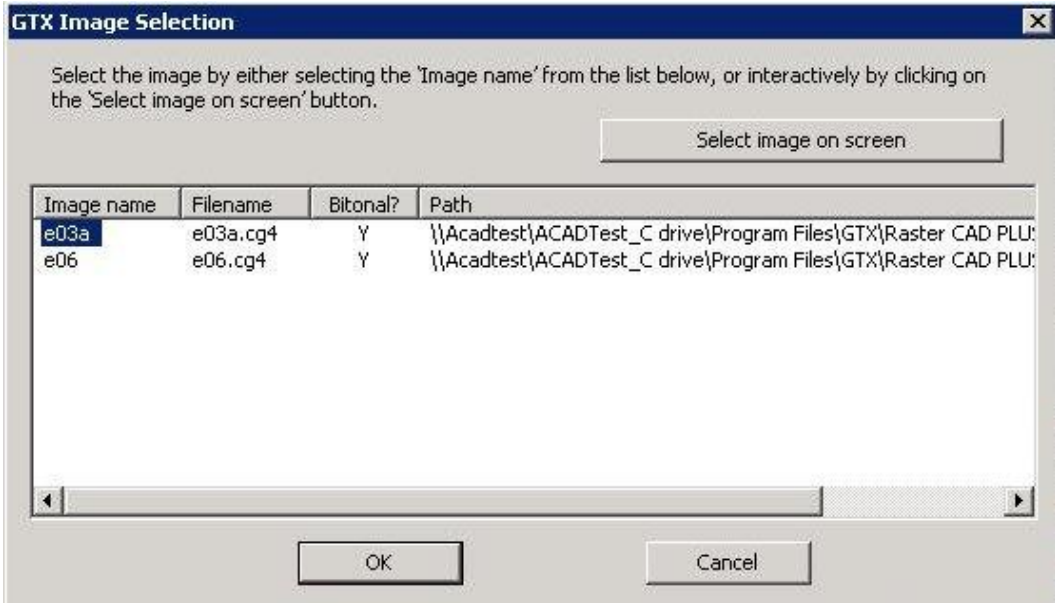 GTX Image Selection
Select the image by either selecting the 'Image name' from the list below, or interactively by clicking on
the 'Select image on screen' button.
Select image on screen
Image name Filename Bitonal? Path
e03a e03a.cg4 Y \\Acadtest\ACADTest_C drive\Program Files\GTX\Raster CAD PLUS
e06 e06.cg4 Y \\Acadtest\ACADTest_C drive\Program Files\GTX\Raster CAD PLU
OK Cancel